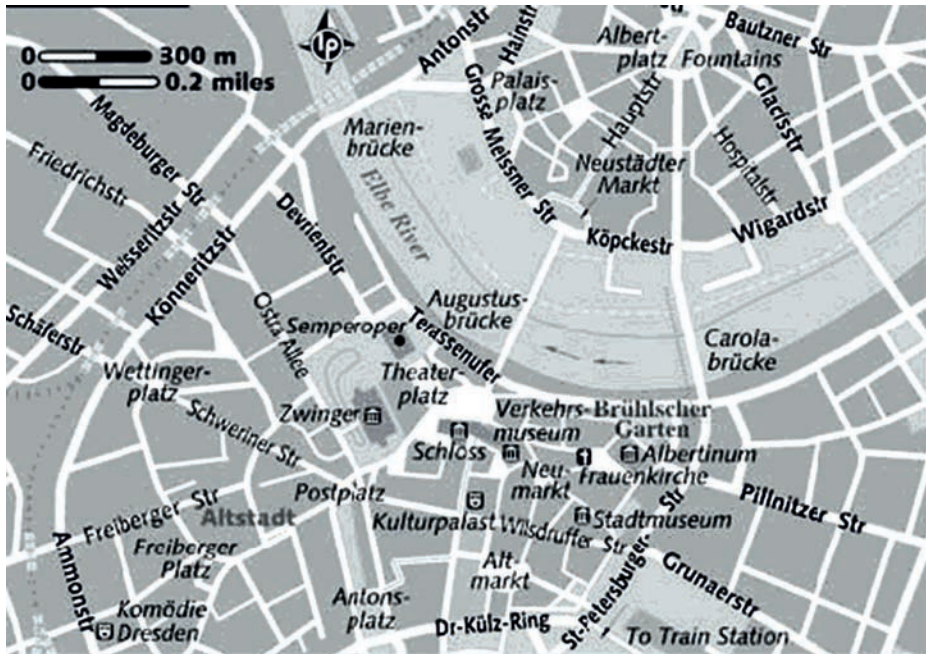 0 300 m
0 0.2 miles
lp
Antonstr
Hainstr
Albert-
platz
Fountains
Bautzner Str
Palais-
platz
Grosse Meissner Str
Hauptstr
Glacisstr
Hospitalstr
Magdeburger Str
Friedrichstr
Marien-
brücke
Neustädter
Markt
Elbe River
Weisseritzstr
Devrientstr
Könneritzstr
Köpckestr
Wigardstr
Schäferstr
Ostra Allee
Augustus-
brücke
Semperoper
Terassenufer
Carola-
brücke
Wettinger-
platz
Theater-
platz
Schweriner Str
Zwinger
Verkehrs-
museum
Brühlscher
Garten
Schloss
Neu-
markt
Frauenkirche
Albertinum
Postplatz
Freiberger Str
Altstadt
Kulturpalast
Wilsdruffer Str
Stadtmuseum
Pillnitzer Str
Freiberger
Platz
Alt-
markt
St-Petersburger-
Str
Grunaerstr
Ammonstr
Komödie
Dresden
Antons-
platz
Dr-Külz-Ring
To Train Station